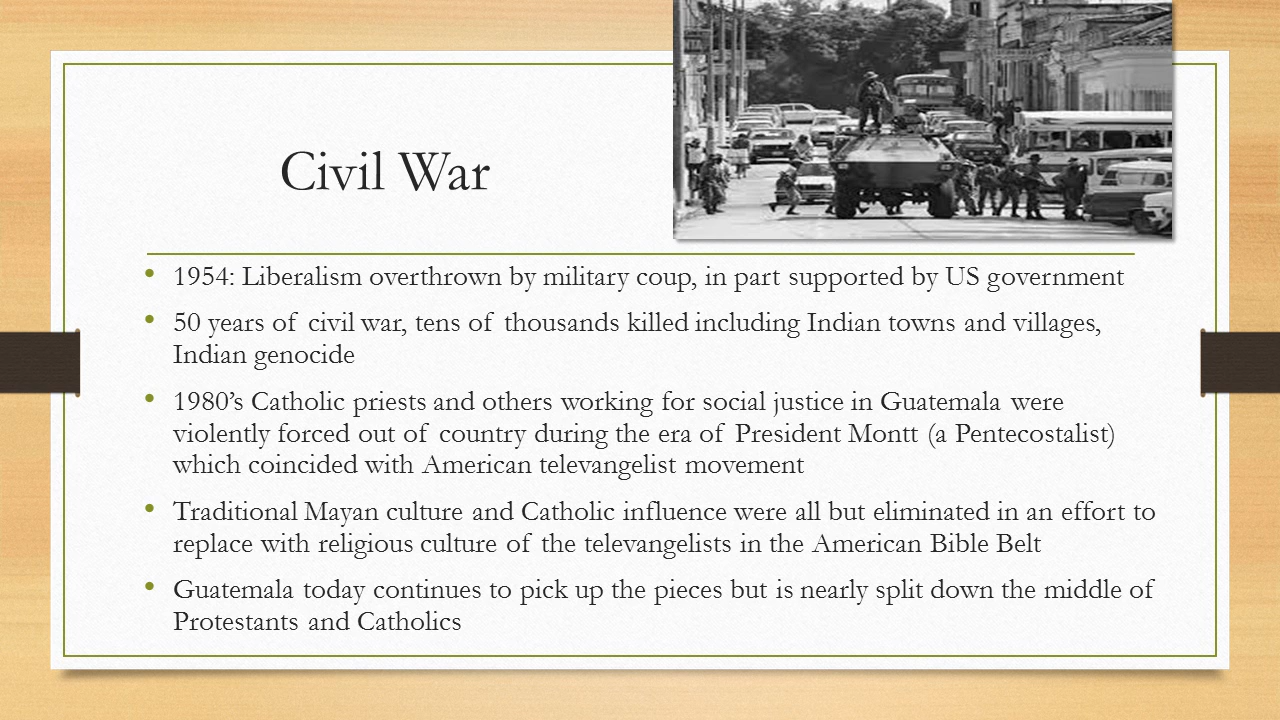 Civil War
• 1954: Liberalism overthrown by military coup, in part supported by US government
• 50 years of civil war, tens of thousands killed including Indian towns and villages,
Indian genocide
• 1980’s Catholic priests and others working for social justice in Guatemala were
violently forced out of country during the era of President Montt (a Pentecostalist)
which coincided with American televangelist movement
• Traditional Mayan culture and Catholic influence were all but eliminated in an effort to
replace with religious culture of the televangelists in the American Bible Belt
• Guatemala today continues to pick up the pieces but is nearly split down the middle of
Protestants and Catholics